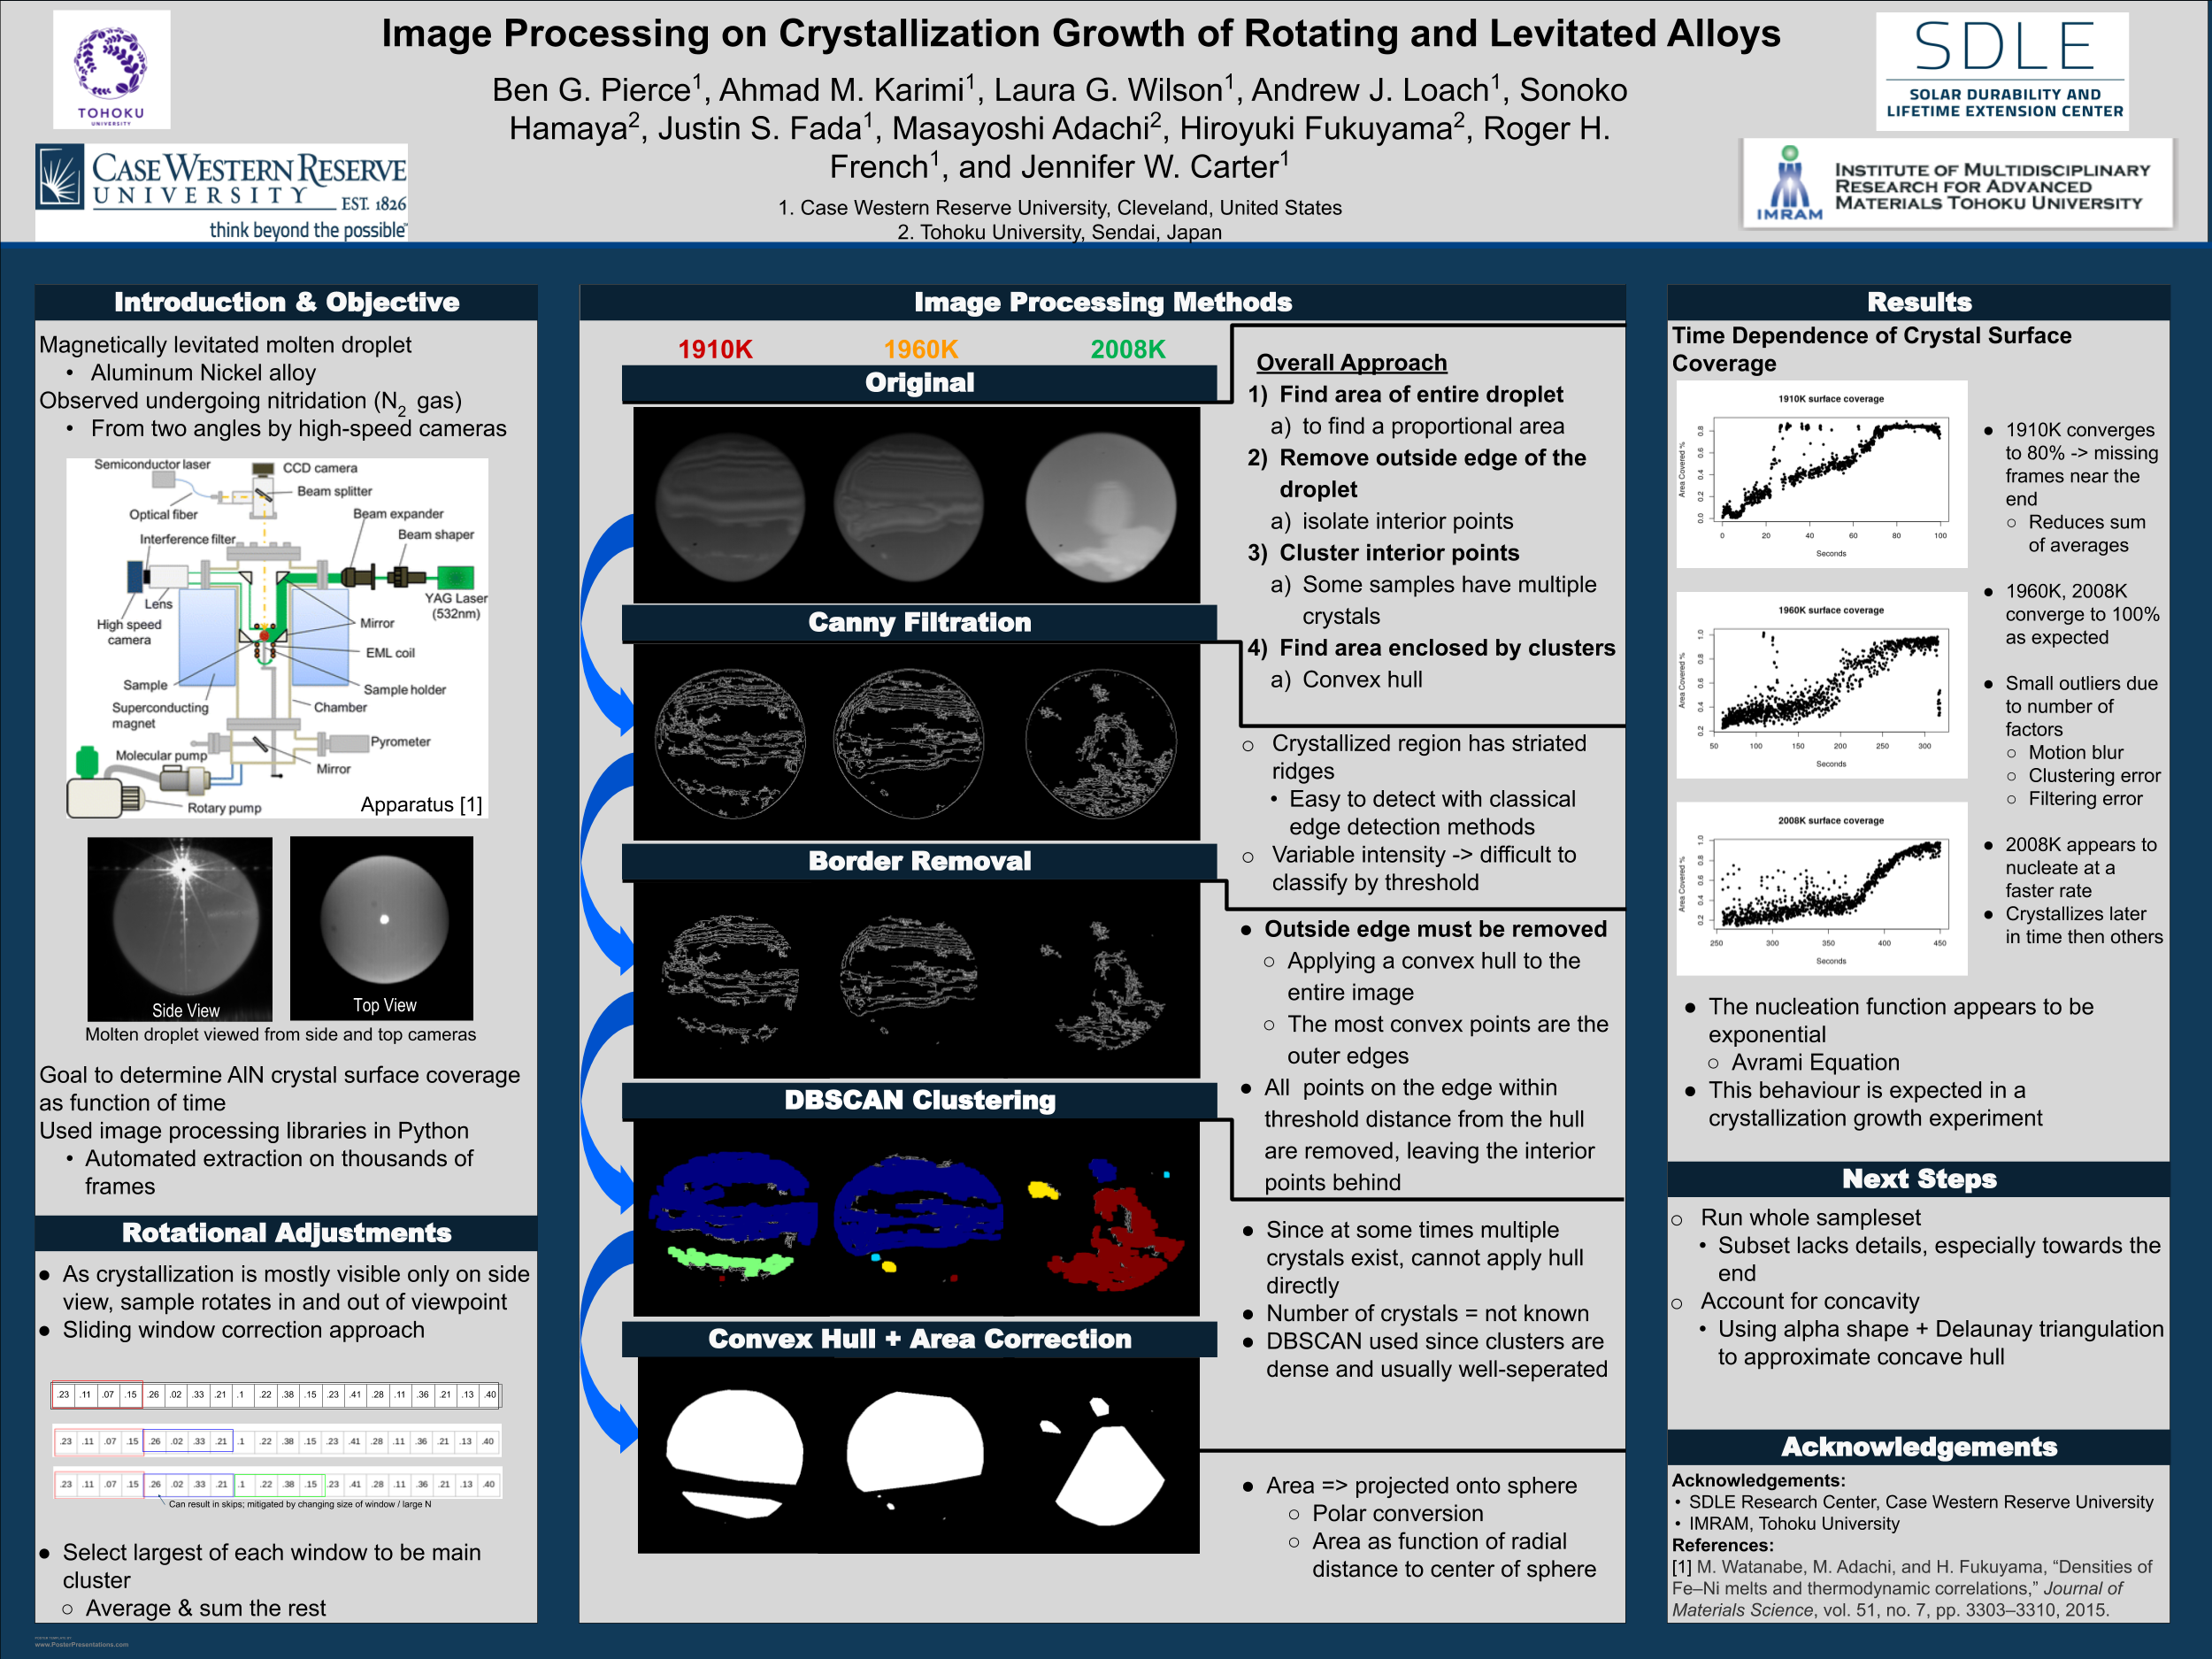 Image Processing on Crystallization Growth of Rotating and Levitated Alloys
Ben G. Pierce1, Ahmad M. Karimi1, Laura G. Wilson1, Andrew J. Loach1, Sonoko
Hamaya2, Justin S. Fada1, Masayoshi Adachi2, Hiroyuki Fukuyama2, Roger H.
French1, and Jennifer W. Carter1
1. Case Western Reserve University, Cleveland, United States
2. Tohoku University, Sendai, Japan
TOHOKU
UNIVERSITY
CASE WESTERN RESERVE
UNIVERSITY EST. 1826
think beyond the possible™
SDLE
SOLAR DURABILITY AND
LIFETIME EXTENSION CENTER
IMRAM
INSTITUTE OF MULTIDISCIPLINARY
RESEARCH FOR ADVANCED
MATERIALS TOHOKU UNIVERSITY
Introduction & Objective
Magnetically levitated molten droplet
• Aluminum Nickel alloy
Observed undergoing nitridation (N2 gas)
• From two angles by high-speed cameras
Semiconductor laser
CCD camera
Beam splitter
Optical fiber
Beam expander
Interference filter
Beam shaper
Lens
YAG Laser
(532nm)
High speed
camera
Mirror
EML coil
Sample
Sample holder
Superconducting
magnet
Chamber
Pyrometer
Molecular pump
Mirror
Rotary pump
Apparatus [1]
Side View
Top View
Molten droplet viewed from side and top cameras
Goal to determine AlN crystal surface coverage
as function of time
Used image processing libraries in Python
• Automated extraction on thousands of
frames
Rotational Adjustments
● As crystallization is mostly visible only on side
view, sample rotates in and out of viewpoint
● Sliding window correction approach
.23 .11 .07 .15 .26 .02 .33 .21 .1 .22 .38 .15 .23 .41 .28 .11 .36 .21 .13 .40
.23 .11 .07 .15 .26 .02 .33 .21 .1 .22 .38 .15 .23 .41 .28 .11 .36 .21 .13 .40
.23 .11 .07 .15 .26 .02 .33 .21 .1 .22 .38 .15 .23 .41 .28 .11 .36 .21 .13 .40
Can result in skips; mitigated by changing size of window / large N
● Select largest of each window to be main
cluster
○ Average & sum the rest
Image Processing Methods
1910K 1960K 2008K
Original
Canny Filtration
Border Removal
DBSCAN Clustering
Convex Hull + Area Correction
Overall Approach
1) Find area of entire droplet
a) to find a proportional area
2) Remove outside edge of the
droplet
a) isolate interior points
3) Cluster interior points
a) Some samples have multiple
crystals
4) Find area enclosed by clusters
a) Convex hull
○ Crystallized region has striated
ridges
• Easy to detect with classical
edge detection methods
○ Variable intensity -> difficult to
classify by threshold
● Outside edge must be removed
○ Applying a convex hull to the
entire image
○ The most convex points are the
outer edges
● All points on the edge within
threshold distance from the hull
are removed, leaving the interior
points behind
● Since at some times multiple
crystals exist, cannot apply hull
directly
● Number of crystals = not known
● DBSCAN used since clusters are
dense and usually well-seperated
● Area => projected onto sphere
○ Polar conversion
○ Area as function of radial
distance to center of sphere
Results
Time Dependence of Crystal Surface
Coverage
1910K surface coverage
Area Covered %
0.0 0.2 0.4 0.6 0.8
0 20 40 60 80 100
Seconds
1960K surface coverage
Area Covered %
0.2 0.4 0.6 0.8 1.0
50 100 150 200 250 300
Seconds
2008K surface coverage
Area Covered %
0.2 0.4 0.6 0.8 1.0
250 300 350 400 450
Seconds
● 1910K converges
to 80% -> missing
frames near the
end
○ Reduces sum
of averages
● 1960K, 2008K
converge to 100%
as expected
● Small outliers due
to number of
factors
○ Motion blur
○ Clustering error
○ Filtering error
● 2008K appears to
nucleate at a
faster rate
● Crystallizes later
in time then others
● The nucleation function appears to be
exponential
○ Avrami Equation
● This behaviour is expected in a
crystallization growth experiment
Next Steps
○ Run whole sampleset
• Subset lacks details, especially towards the
end
○ Account for concavity
• Using alpha shape + Delaunay triangulation
to approximate concave hull
Acknowledgements
Acknowledgements:
• SDLE Research Center, Case Western Reserve University
• IMRAM, Tohoku University
References:
[1] M. Watanabe, M. Adachi, and H. Fukuyama, “Densities of
Fe–Ni melts and thermodynamic correlations,” Journal of
Materials Science, vol. 51, no. 7, pp. 3303–3310, 2015.
www.PosterPresentations.com